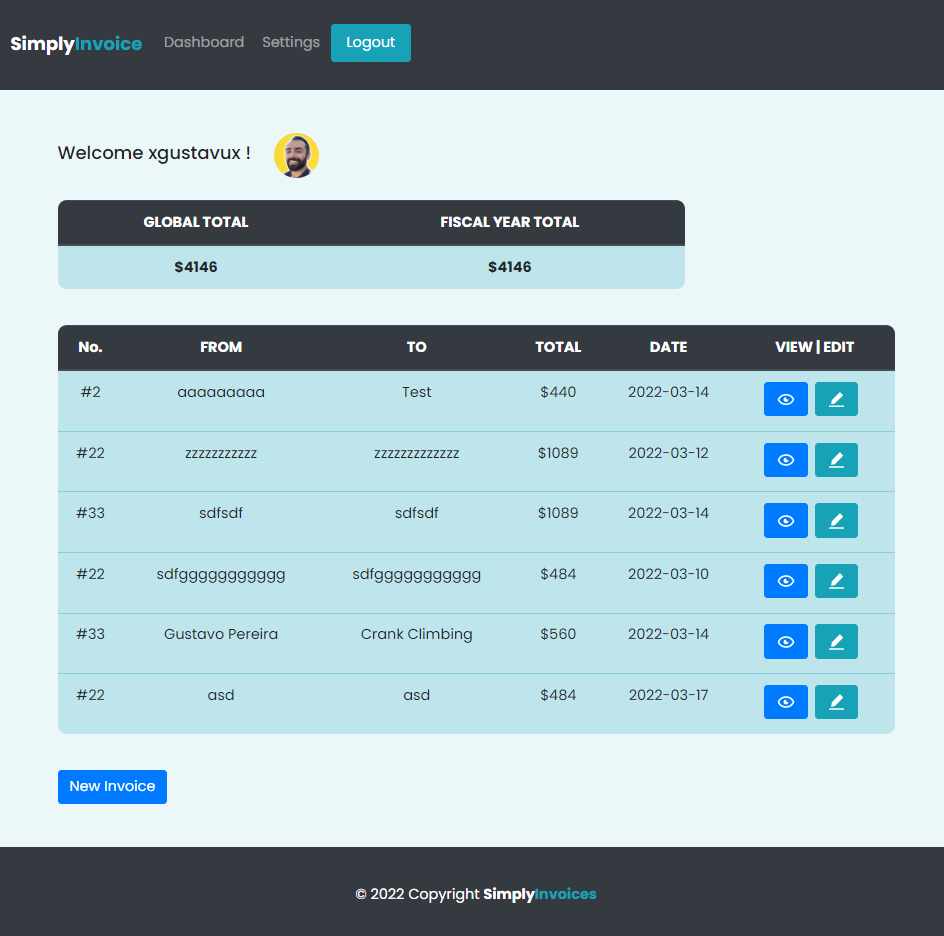 SimplyInvoice Dashboard Settings Logout
Welcome xgustavux !
GLOBAL TOTAL FISCAL YEAR TOTAL
$4146 $4146
No. FROM TO TOTAL DATE VIEW | EDIT
#2 aaaaaaaaa Test $440 2022-03-14
#22 zzzzzzzzzzz zzzzzzzzzzzzz $1089 2022-03-12
#33 sdfsdf sdfsdf $1089 2022-03-14
#22 sdfggggggggggg sdfggggggggggg $484 2022-03-10
#33 Gustavo Pereira Crank Climbing $560 2022-03-14
#22 asd asd $484 2022-03-17
New Invoice
© 2022 Copyright SimplyInvoices